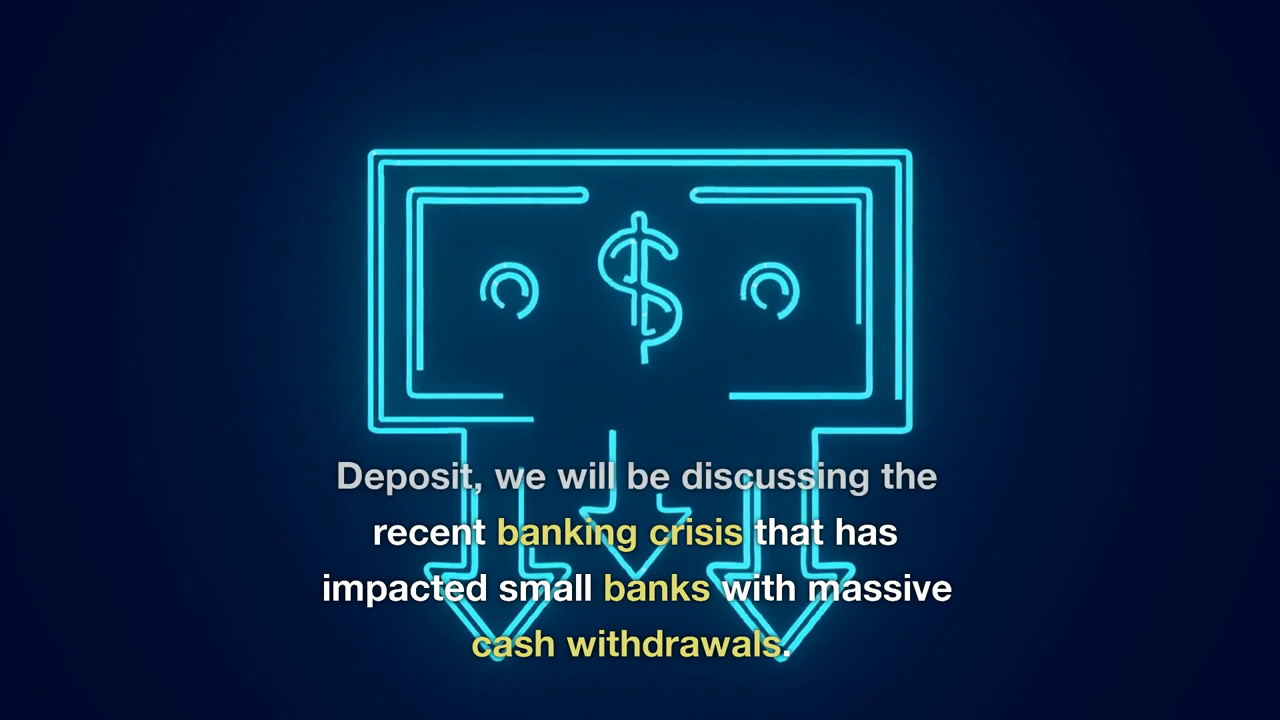 $
Deposit, we will be discussing the
recent banking crisis that has
impacted small banks with massive
cash withdrawals.